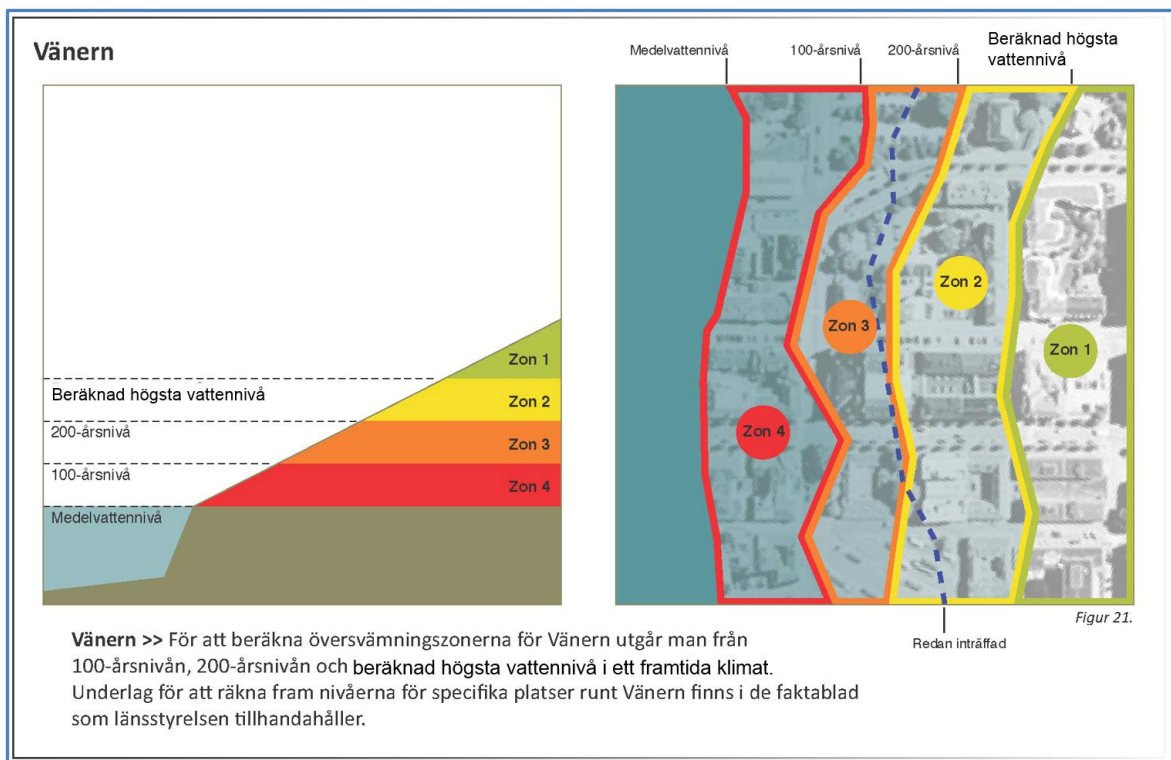 Vänern
Medelvattennivå
100-årsnivå
200-årsnivå
Beräknad högsta
vattennivå
Zon 1
Beräknad högsta vattennivå
Zon 2
200-årsnivå
Zon 3
100-årsnivå
Zon 4
Medelvattennivå
Zon 2
Zon 3
Zon 1
Zon 4
Figur 21.
Redan inträffad
Vänern >> För att beräkna översvämningszonerna för Vänern utgår man från
100-årsnivån, 200-årsnivån och beräknad högsta vattennivå i ett framtida klimat.
Underlag för att räkna fram nivåerna för specifika platser runt Vänern finns i de faktablad
som länsstyrelsen tillhandahåller.